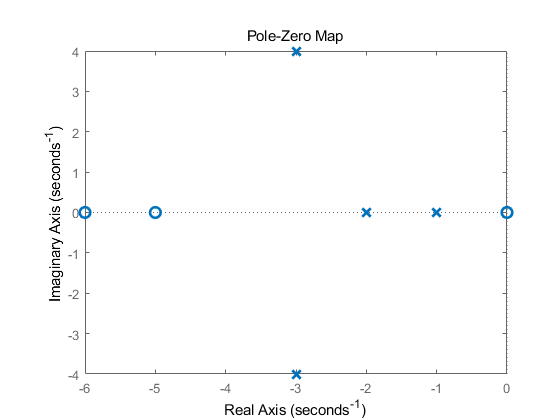 Pole-Zero Map
Imaginary Axis (seconds⁻¹)
4
3
2
1
0
-1
-2
-3
-4
-6 -5 -4 -3 -2 -1 0
Real Axis (seconds⁻¹)